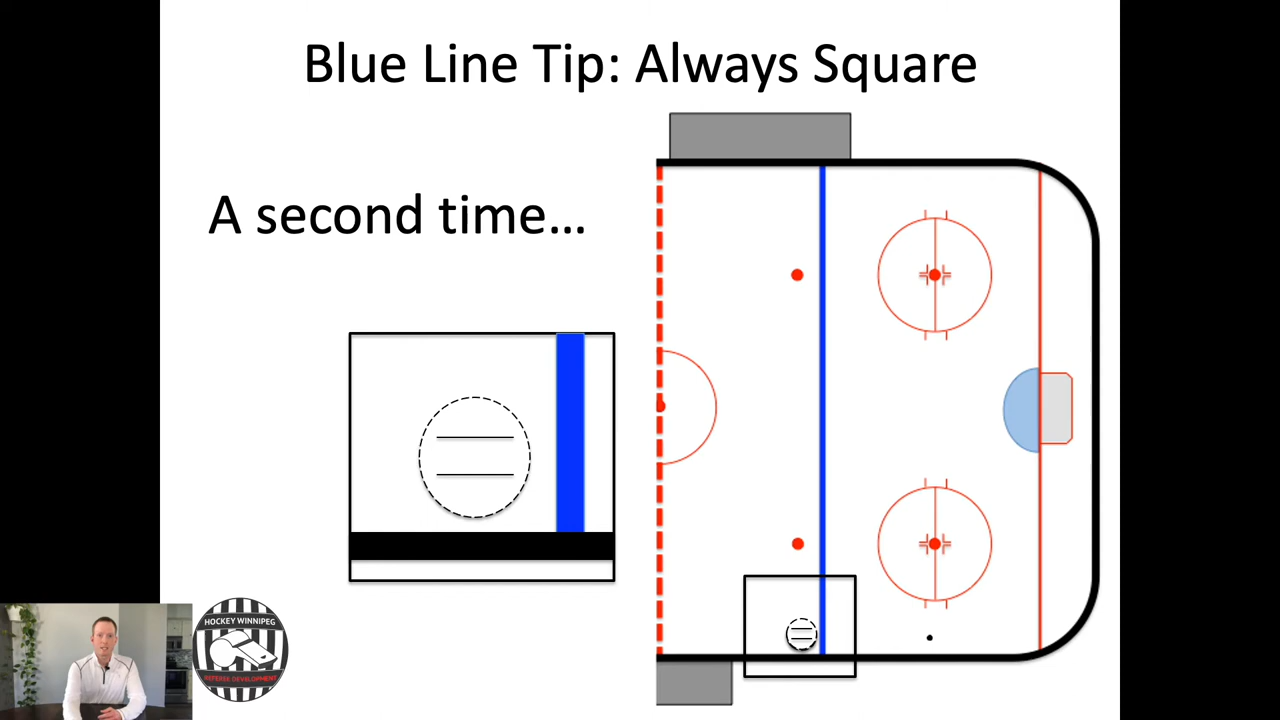 Blue Line Tip: Always Square
A second time...
HOCKEY WINNIPEG
REFEREE DEVELOPMENT